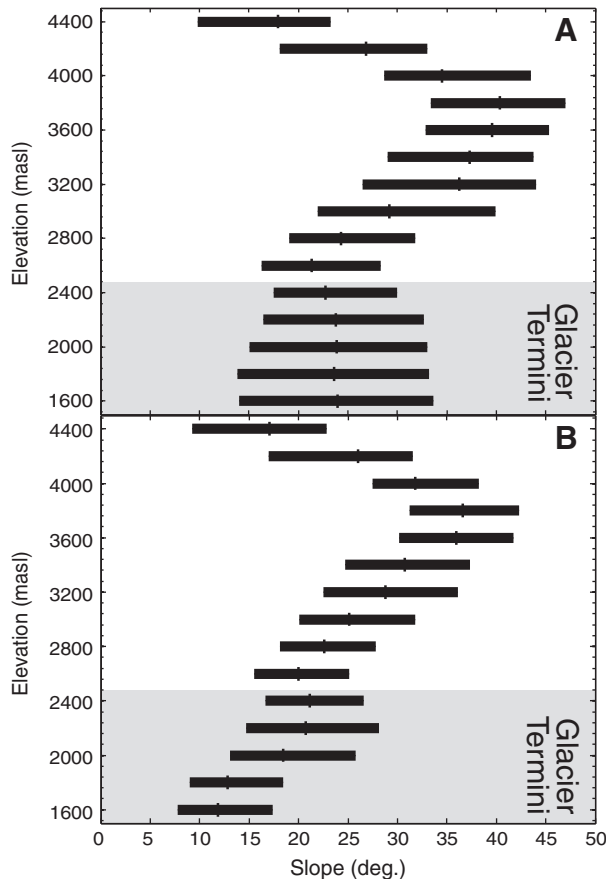 A
4400
4000
3600
3200
2800
2400
2000
1600
Elevation (masl)
Glacier
Termini
B
4400
4000
3600
3200
2800
2400
2000
1600
Elevation (masl)
Glacier
Termini
0 5 10 15 20 25 30 35 40 45 50
Slope (deg.)